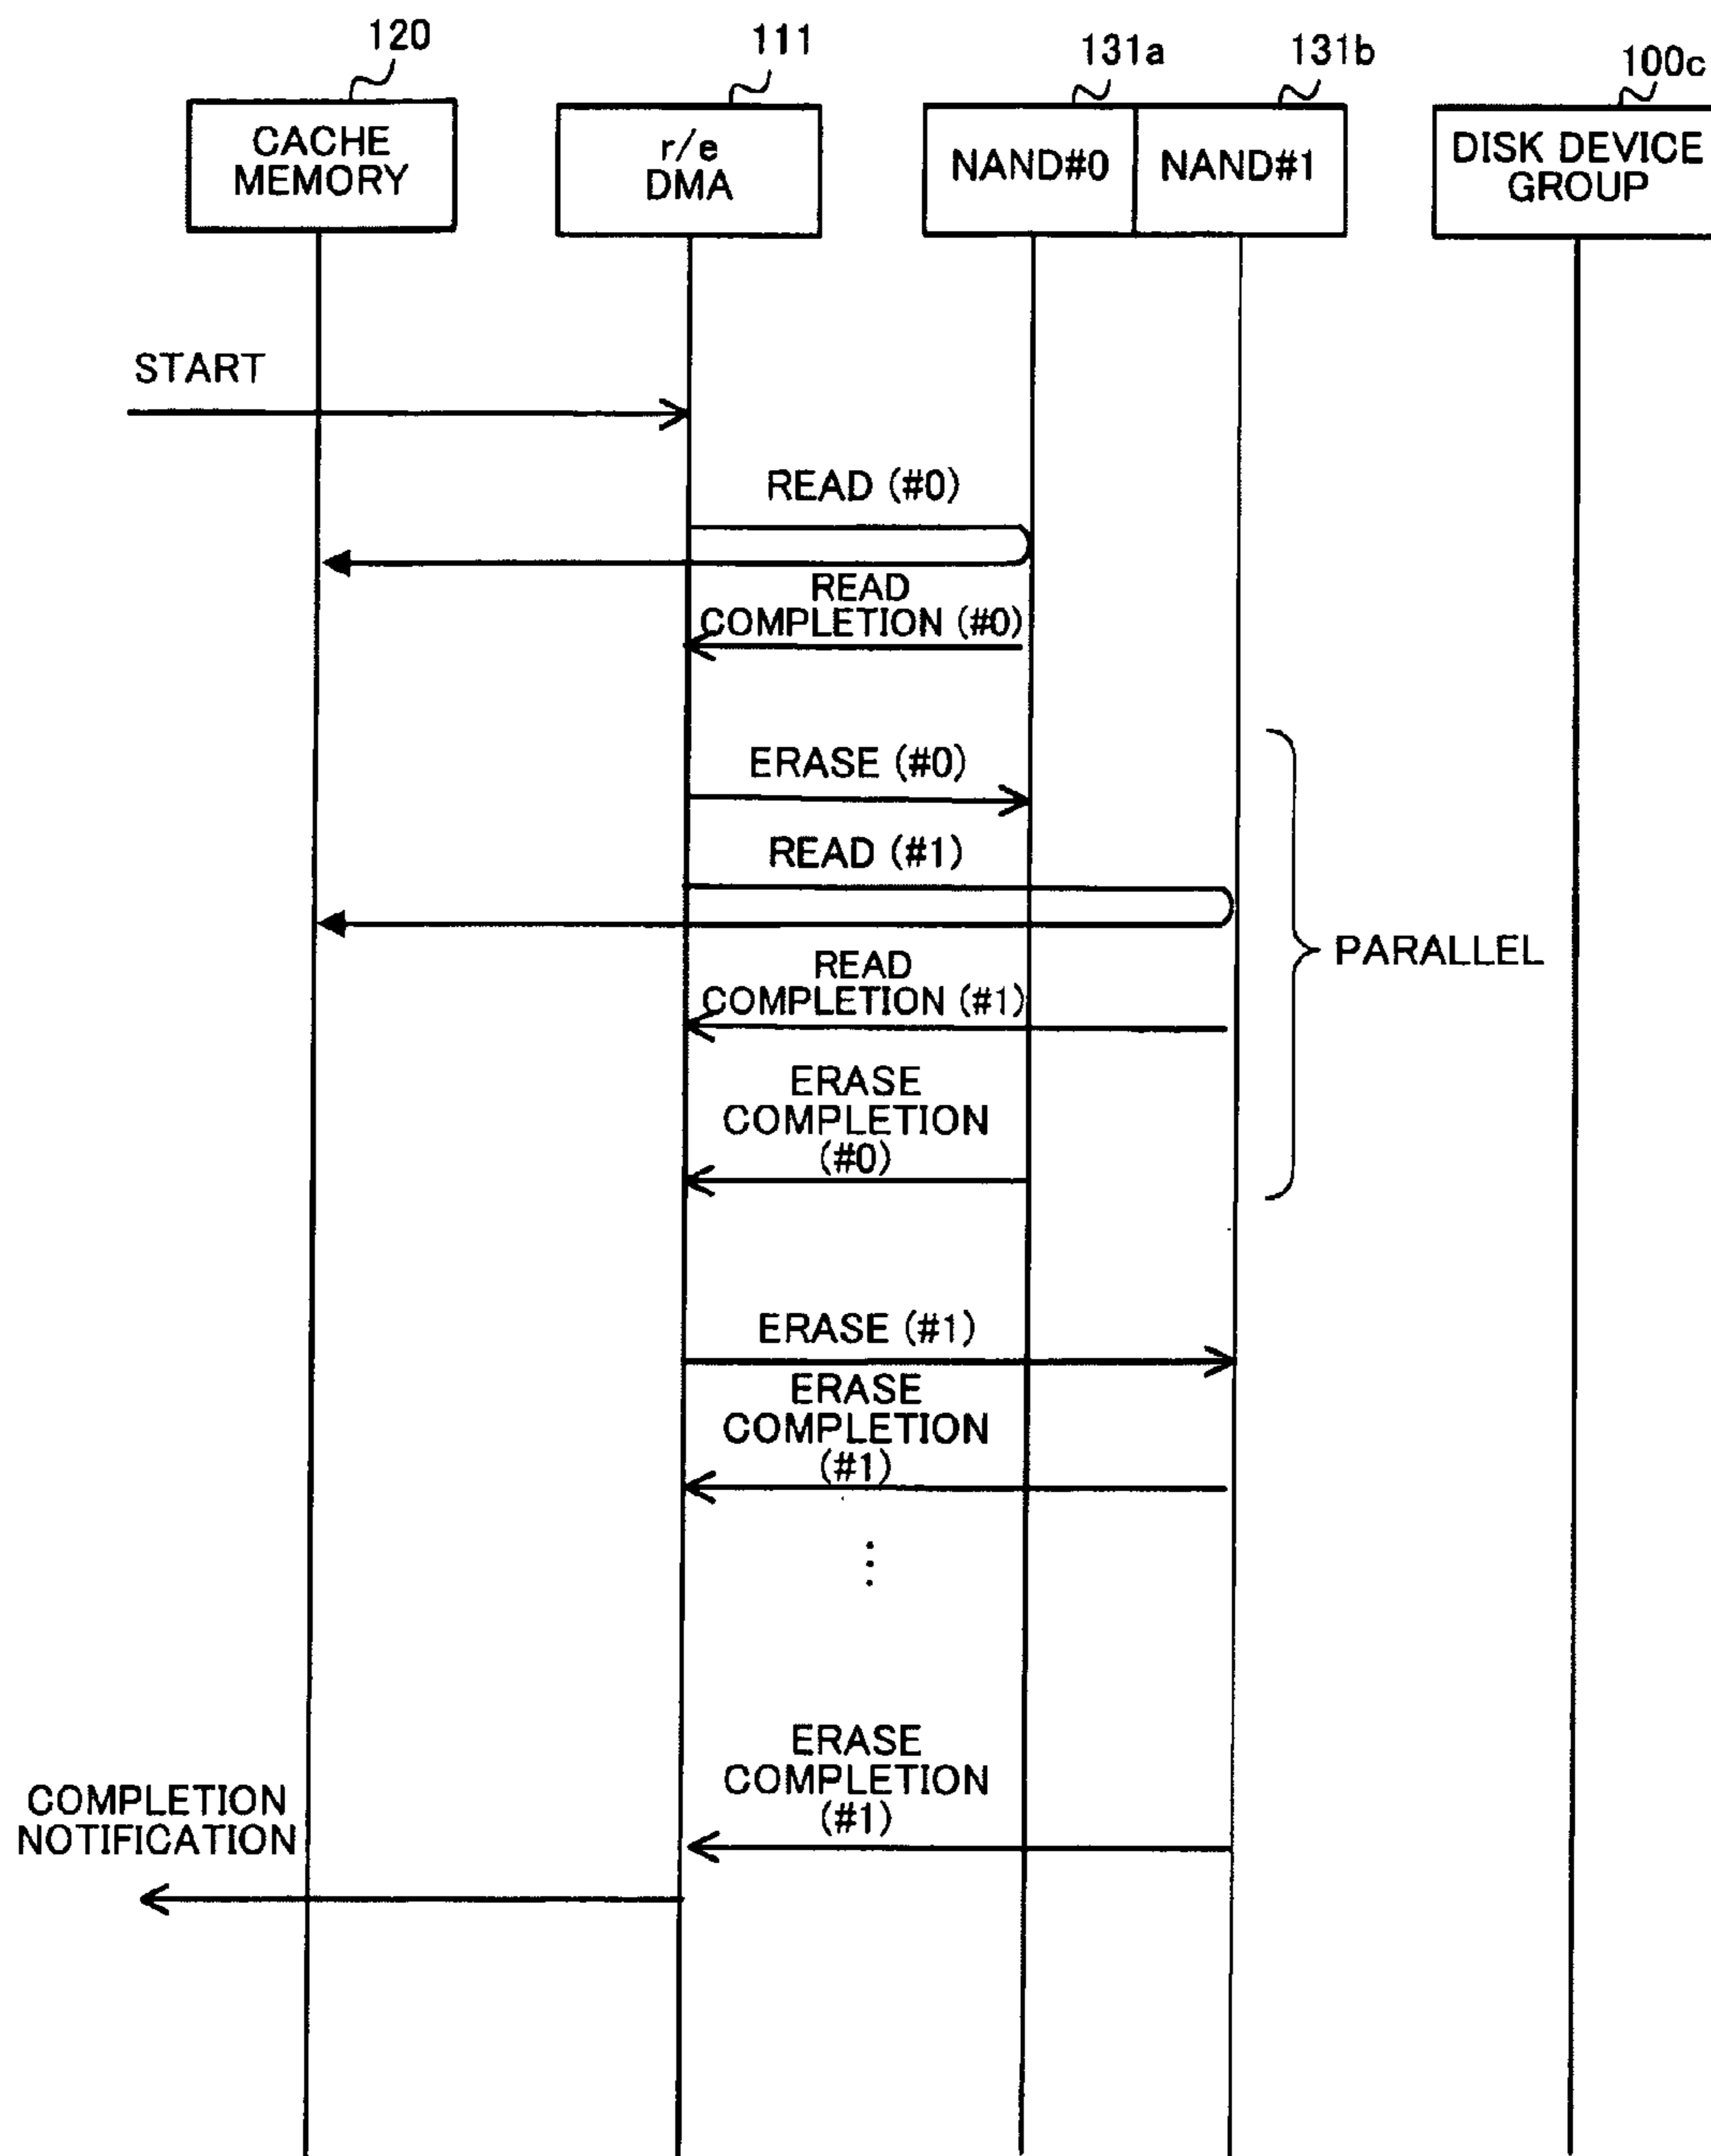 120
111
131a
131b
100c
CACHE
MEMORY
r/e
DMA
NAND#0
NAND#1
DISK DEVICE
GROUP
START
READ (#0)
READ
COMPLETION (#0)
ERASE (#0)
READ (#1)
PARALLEL
READ
COMPLETION (#1)
ERASE
COMPLETION
(#0)
ERASE (#1)
ERASE
COMPLETION
(#1)
⋮
ERASE
COMPLETION
(#1)
COMPLETION
NOTIFICATION